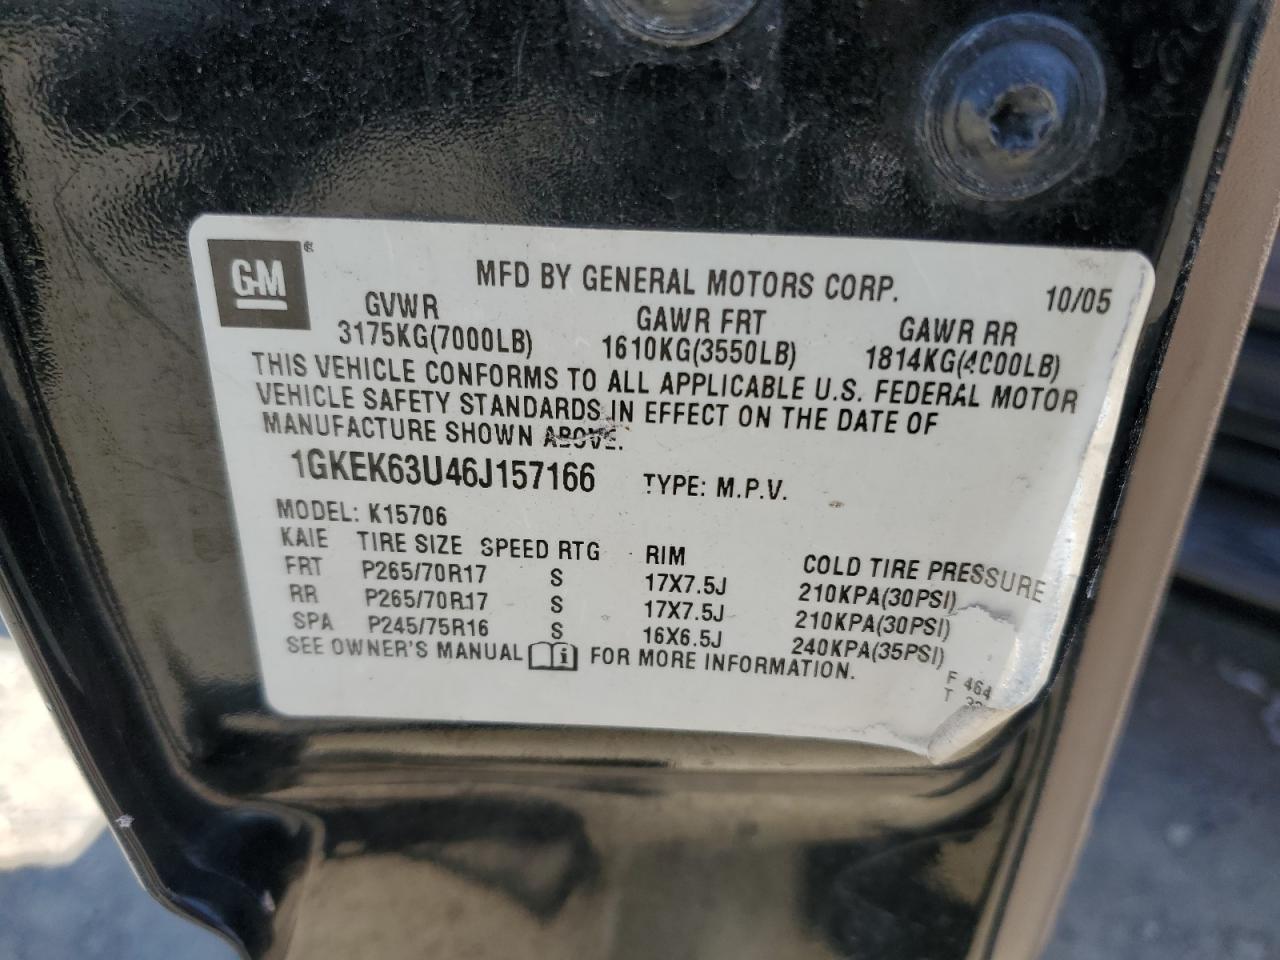 GM
MFD BY GENERAL MOTORS CORP. 10/05
GVWR GAWR FRT GAWR RR
3175KG(7000LB) 1610KG(3550LB) 1814KG(4C00LB)
THIS VEHICLE CONFORMS TO ALL APPLICABLE U.S. FEDERAL MOTOR
VEHICLE SAFETY STANDARDS IN EFFECT ON THE DATE OF
MANUFACTURE SHOWN ABOVE.
1GKEK63U46J157166 TYPE: M.P.V.
MODEL: K15706
KAIE TIRE SIZE SPEED RTG RIM COLD TIRE PRESSURE
FRT P265/70R17 S 17X7.5J 210KPA(30PSI)
RR P265/70R17 S 17X7.5J 210KPA(30PSI)
SPA P245/75R16 S 16X6.5J 240KPA(35PSI)
SEE OWNER'S MANUAL i FOR MORE INFORMATION.
F 464
T